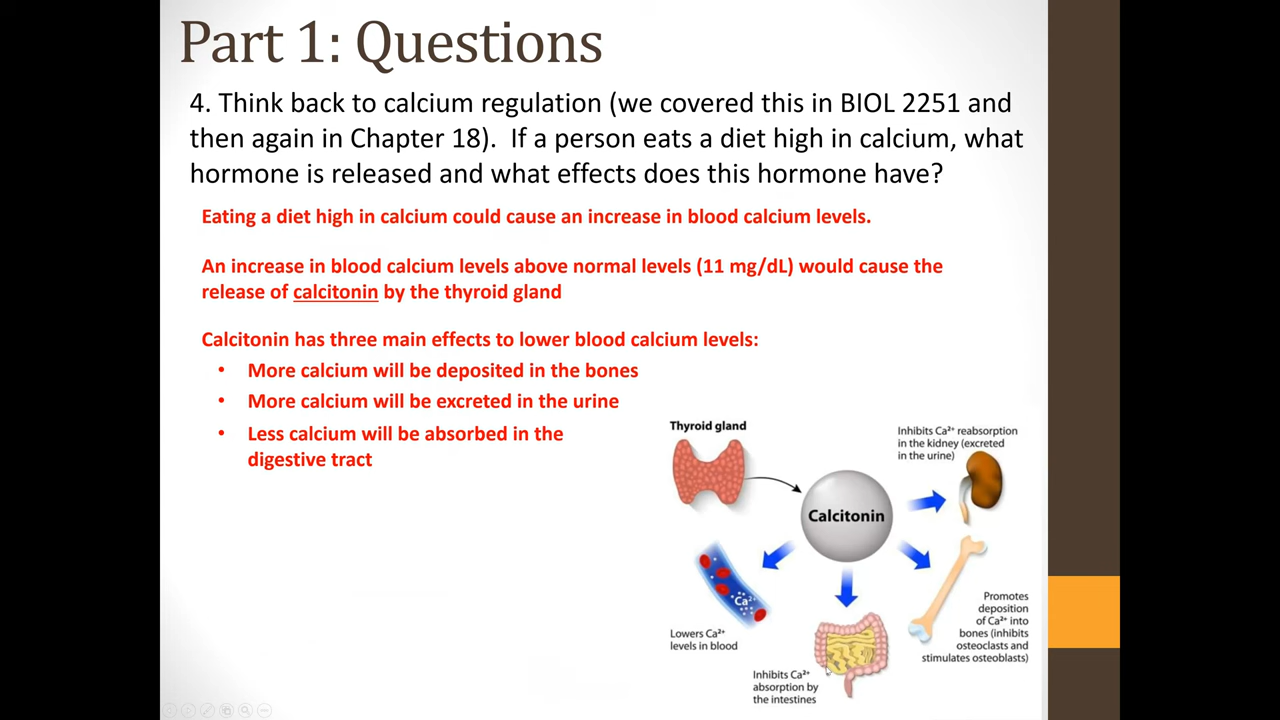 Part 1: Questions
4. Think back to calcium regulation (we covered this in BIOL 2251 and
then again in Chapter 18).  If a person eats a diet high in calcium, what
hormone is released and what effects does this hormone have?
Eating a diet high in calcium could cause an increase in blood calcium levels.
An increase in blood calcium levels above normal levels (11 mg/dL) would cause the
release of calcitonin by the thyroid gland
Calcitonin has three main effects to lower blood calcium levels:
• More calcium will be deposited in the bones
• More calcium will be excreted in the urine
• Less calcium will be absorbed in the
digestive tract
Thyroid gland
Inhibits Ca²⁺ reabsorption
in the kidney (excreted
in the urine)
Calcitonin
Ca²⁺
Lowers Ca²⁺
levels in blood
Inhibits Ca²⁺
absorption by
the intestines
Promotes
deposition
of Ca²⁺ into
bones (inhibits
osteoclasts and
stimulates osteoblasts)